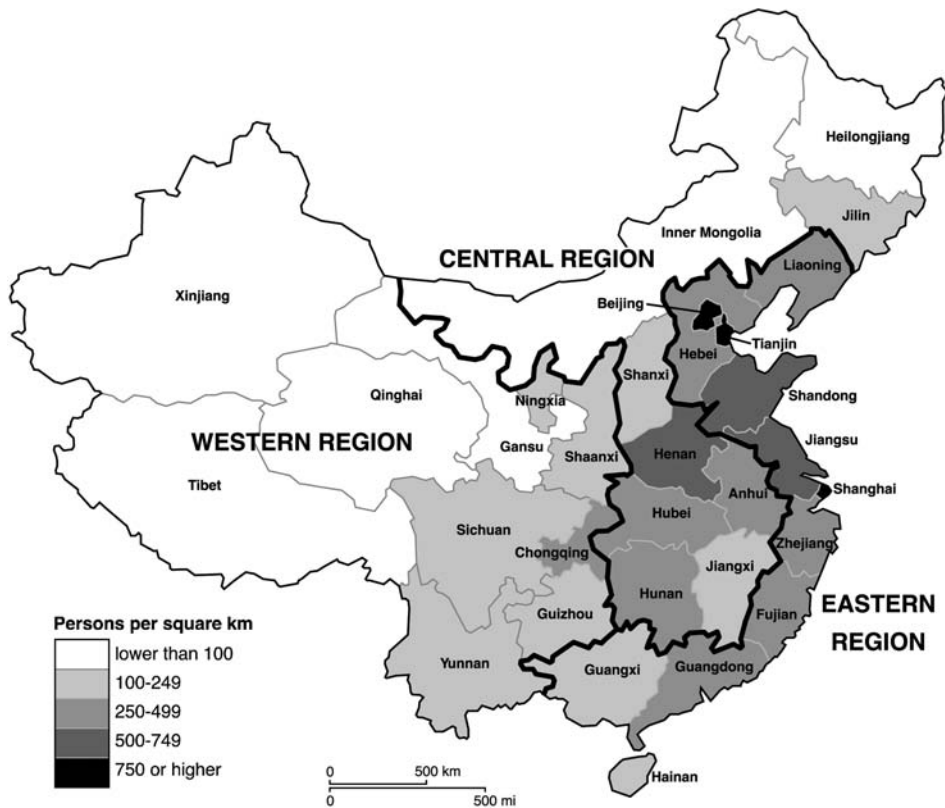 Heilongjiang
Jilin
Inner Mongolia
CENTRAL REGION
Liaoning
Xinjiang
Beijing
Tianjin
Hebei
Shanxi
Qinghai
Ningxia
Shandong
WESTERN REGION
Gansu
Jiangsu
Shaanxi
Henan
Tibet
Shanghai
Anhui
Hubei
Sichuan
Chongqing
Zhejiang
Jiangxi
Hunan
Guizhou
Fujian
EASTERN
REGION
Yunnan
Guangxi
Guangdong
Hainan
Persons per square km
lower than 100
100-249
250-499
500-749
750 or higher
0 500 km
0 500 mi